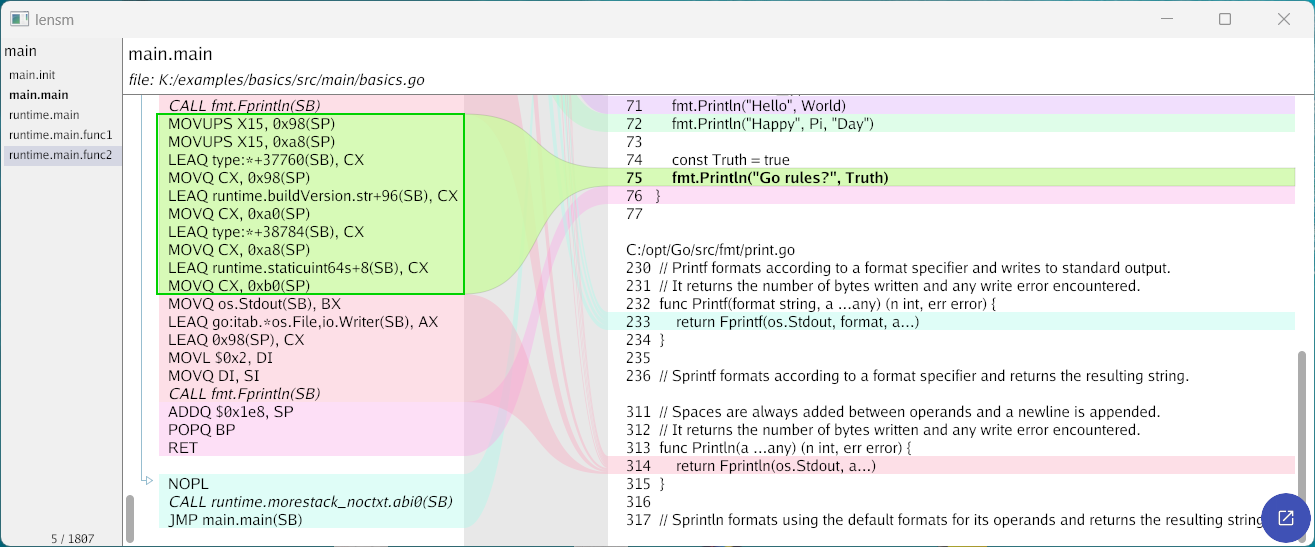 lensm
main
main.init
main.main
runtime.main
runtime.main.func1
runtime.main.func2
5 / 1807
main.main
file: K:/examples/basics/src/main/basics.go
CALL fmt.Fprintln(SB)
MOVUPS X15, 0x98(SP)
MOVUPS X15, 0xa8(SP)
LEAQ type:*+37760(SB), CX
MOVQ CX, 0x98(SP)
LEAQ runtime.buildVersion.str+96(SB), CX
MOVQ CX, 0xa0(SP)
LEAQ type:*+38784(SB), CX
MOVQ CX, 0xa8(SP)
LEAQ runtime.staticuint64s+8(SB), CX
MOVQ CX, 0xb0(SP)
MOVQ os.Stdout(SB), BX
LEAQ go:itab.*os.File,io.Writer(SB), AX
LEAQ 0x98(SP), CX
MOVL $0x2, DI
MOVQ DI, SI
CALL fmt.Fprintln(SB)
ADDQ $0x1e8, SP
POPQ BP
RET
NOPL
CALL runtime.morestack_noctxt.abi0(SB)
JMP main.main(SB)
71 fmt.Println("Hello", World)
72 fmt.Println("Happy", Pi, "Day")
73
74 const Truth = true
75 fmt.Println("Go rules?", Truth)
76 }
77
C:/opt/Go/src/fmt/print.go
230 // Printf formats according to a format specifier and writes to standard output.
231 // It returns the number of bytes written and any write error encountered.
232 func Printf(format string, a ...any) (n int, err error) {
233 return Fprintf(os.Stdout, format, a...)
234 }
235
236 // Sprintf formats according to a format specifier and returns the resulting string.
311 // Spaces are always added between operands and a newline is appended.
312 // It returns the number of bytes written and any write error encountered.
313 func Println(a ...any) (n int, err error) {
314 return Fprintln(os.Stdout, a...)
315 }
316
317 // Sprintln formats using the default formats for its operands and returns the resulting string